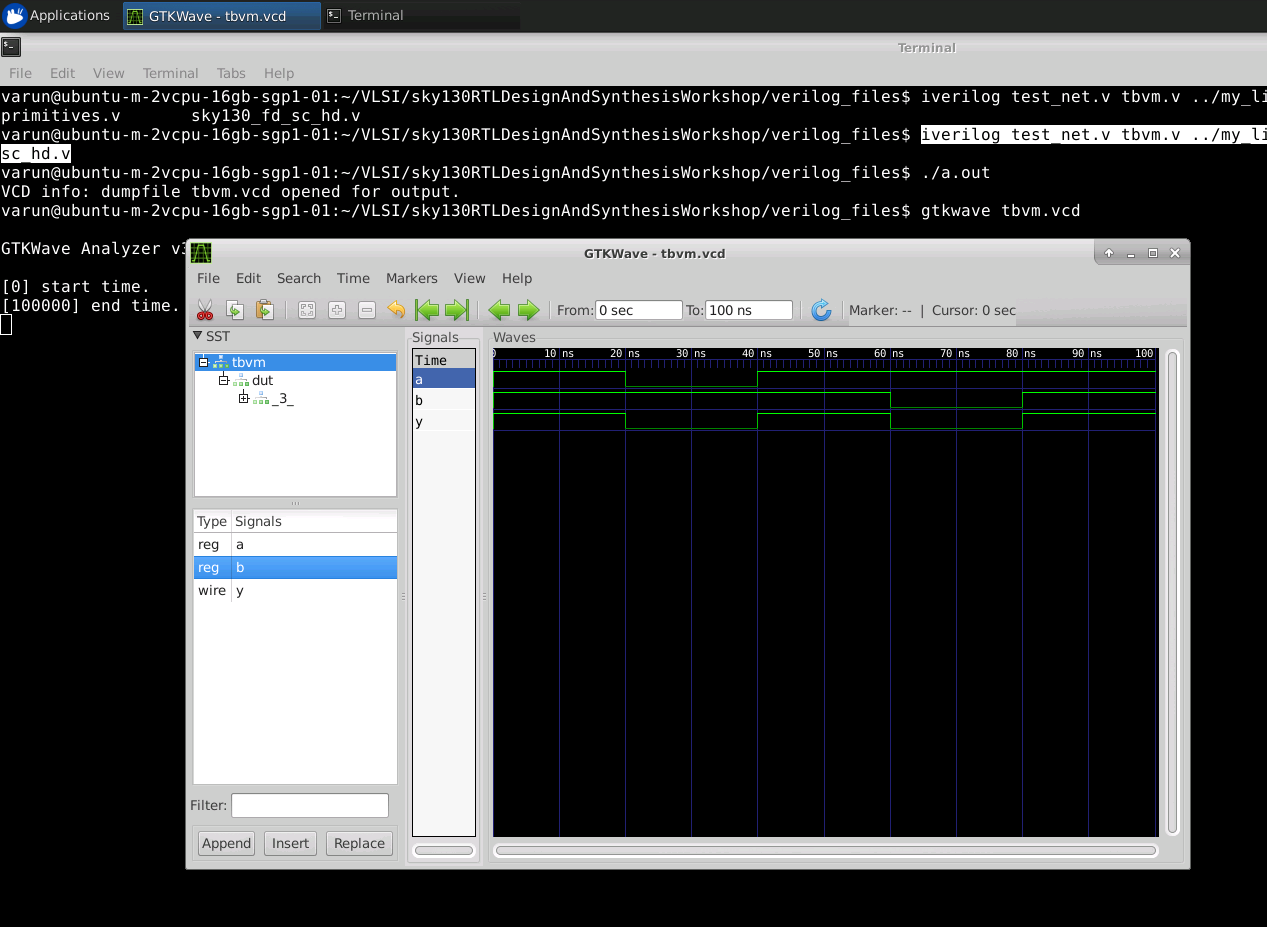 Applications GTKWave - tbvm.vcd Terminal
Terminal
File Edit View Terminal Tabs Help
varun@ubuntu-m-2vcpu-16gb-sgp1-01:~/VLSI/sky130RTLDesignAndSynthesisWorkshop/verilog_files$ iverilog test_net.v tbvm.v ../my_li
primitives.v sky130_fd_sc_hd.v
varun@ubuntu-m-2vcpu-16gb-sgp1-01:~/VLSI/sky130RTLDesignAndSynthesisWorkshop/verilog_files$ iverilog test_net.v tbvm.v ../my_li
sc_hd.v
varun@ubuntu-m-2vcpu-16gb-sgp1-01:~/VLSI/sky130RTLDesignAndSynthesisWorkshop/verilog_files$ ./a.out
VCD info: dumpfile tbvm.vcd opened for output.
varun@ubuntu-m-2vcpu-16gb-sgp1-01:~/VLSI/sky130RTLDesignAndSynthesisWorkshop/verilog_files$ gtkwave tbvm.vcd
GTKWave Analyzer v3
[0] start time.
[100000] end time.
GTKWave - tbvm.vcd
File Edit Search Time Markers View Help
From: 0 sec To: 100 ns Marker: -- | Cursor: 0 sec
SST
tbvm
dut
_3_
Type Signals
reg a
reg b
wire y
Filter:
Append Insert Replace
Signals
Time
a
b
y
Waves
0 10 ns 20 ns 30 ns 40 ns 50 ns 60 ns 70 ns 80 ns 90 ns 100